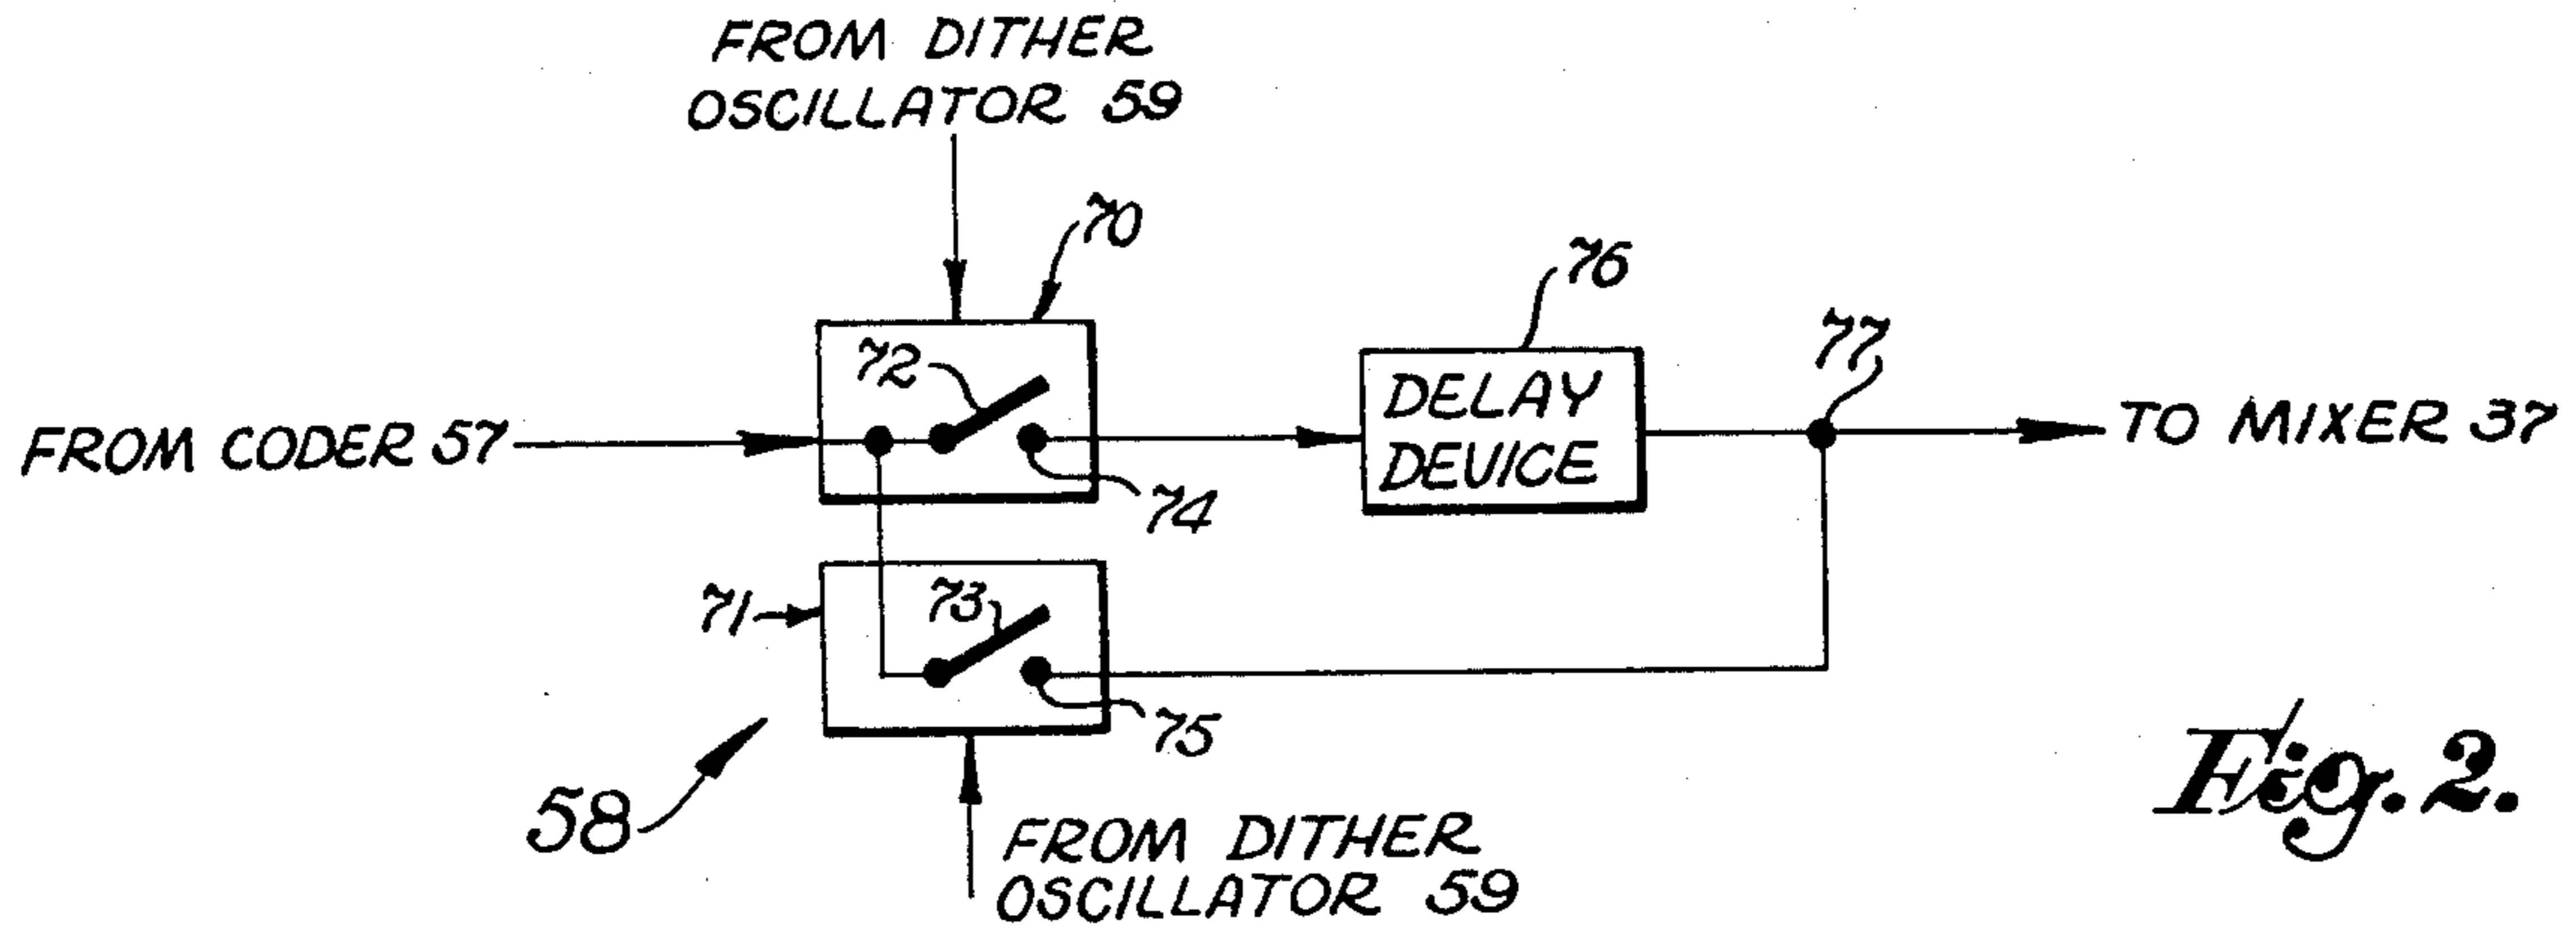 FROM DITHER
OSCILLATOR 59
70
76
77
72
DELAY
DEVICE
FROM CODER 57
TO MIXER 37
74
71
73
75
58
FROM DITHER
OSCILLATOR 59
Fig. 2.